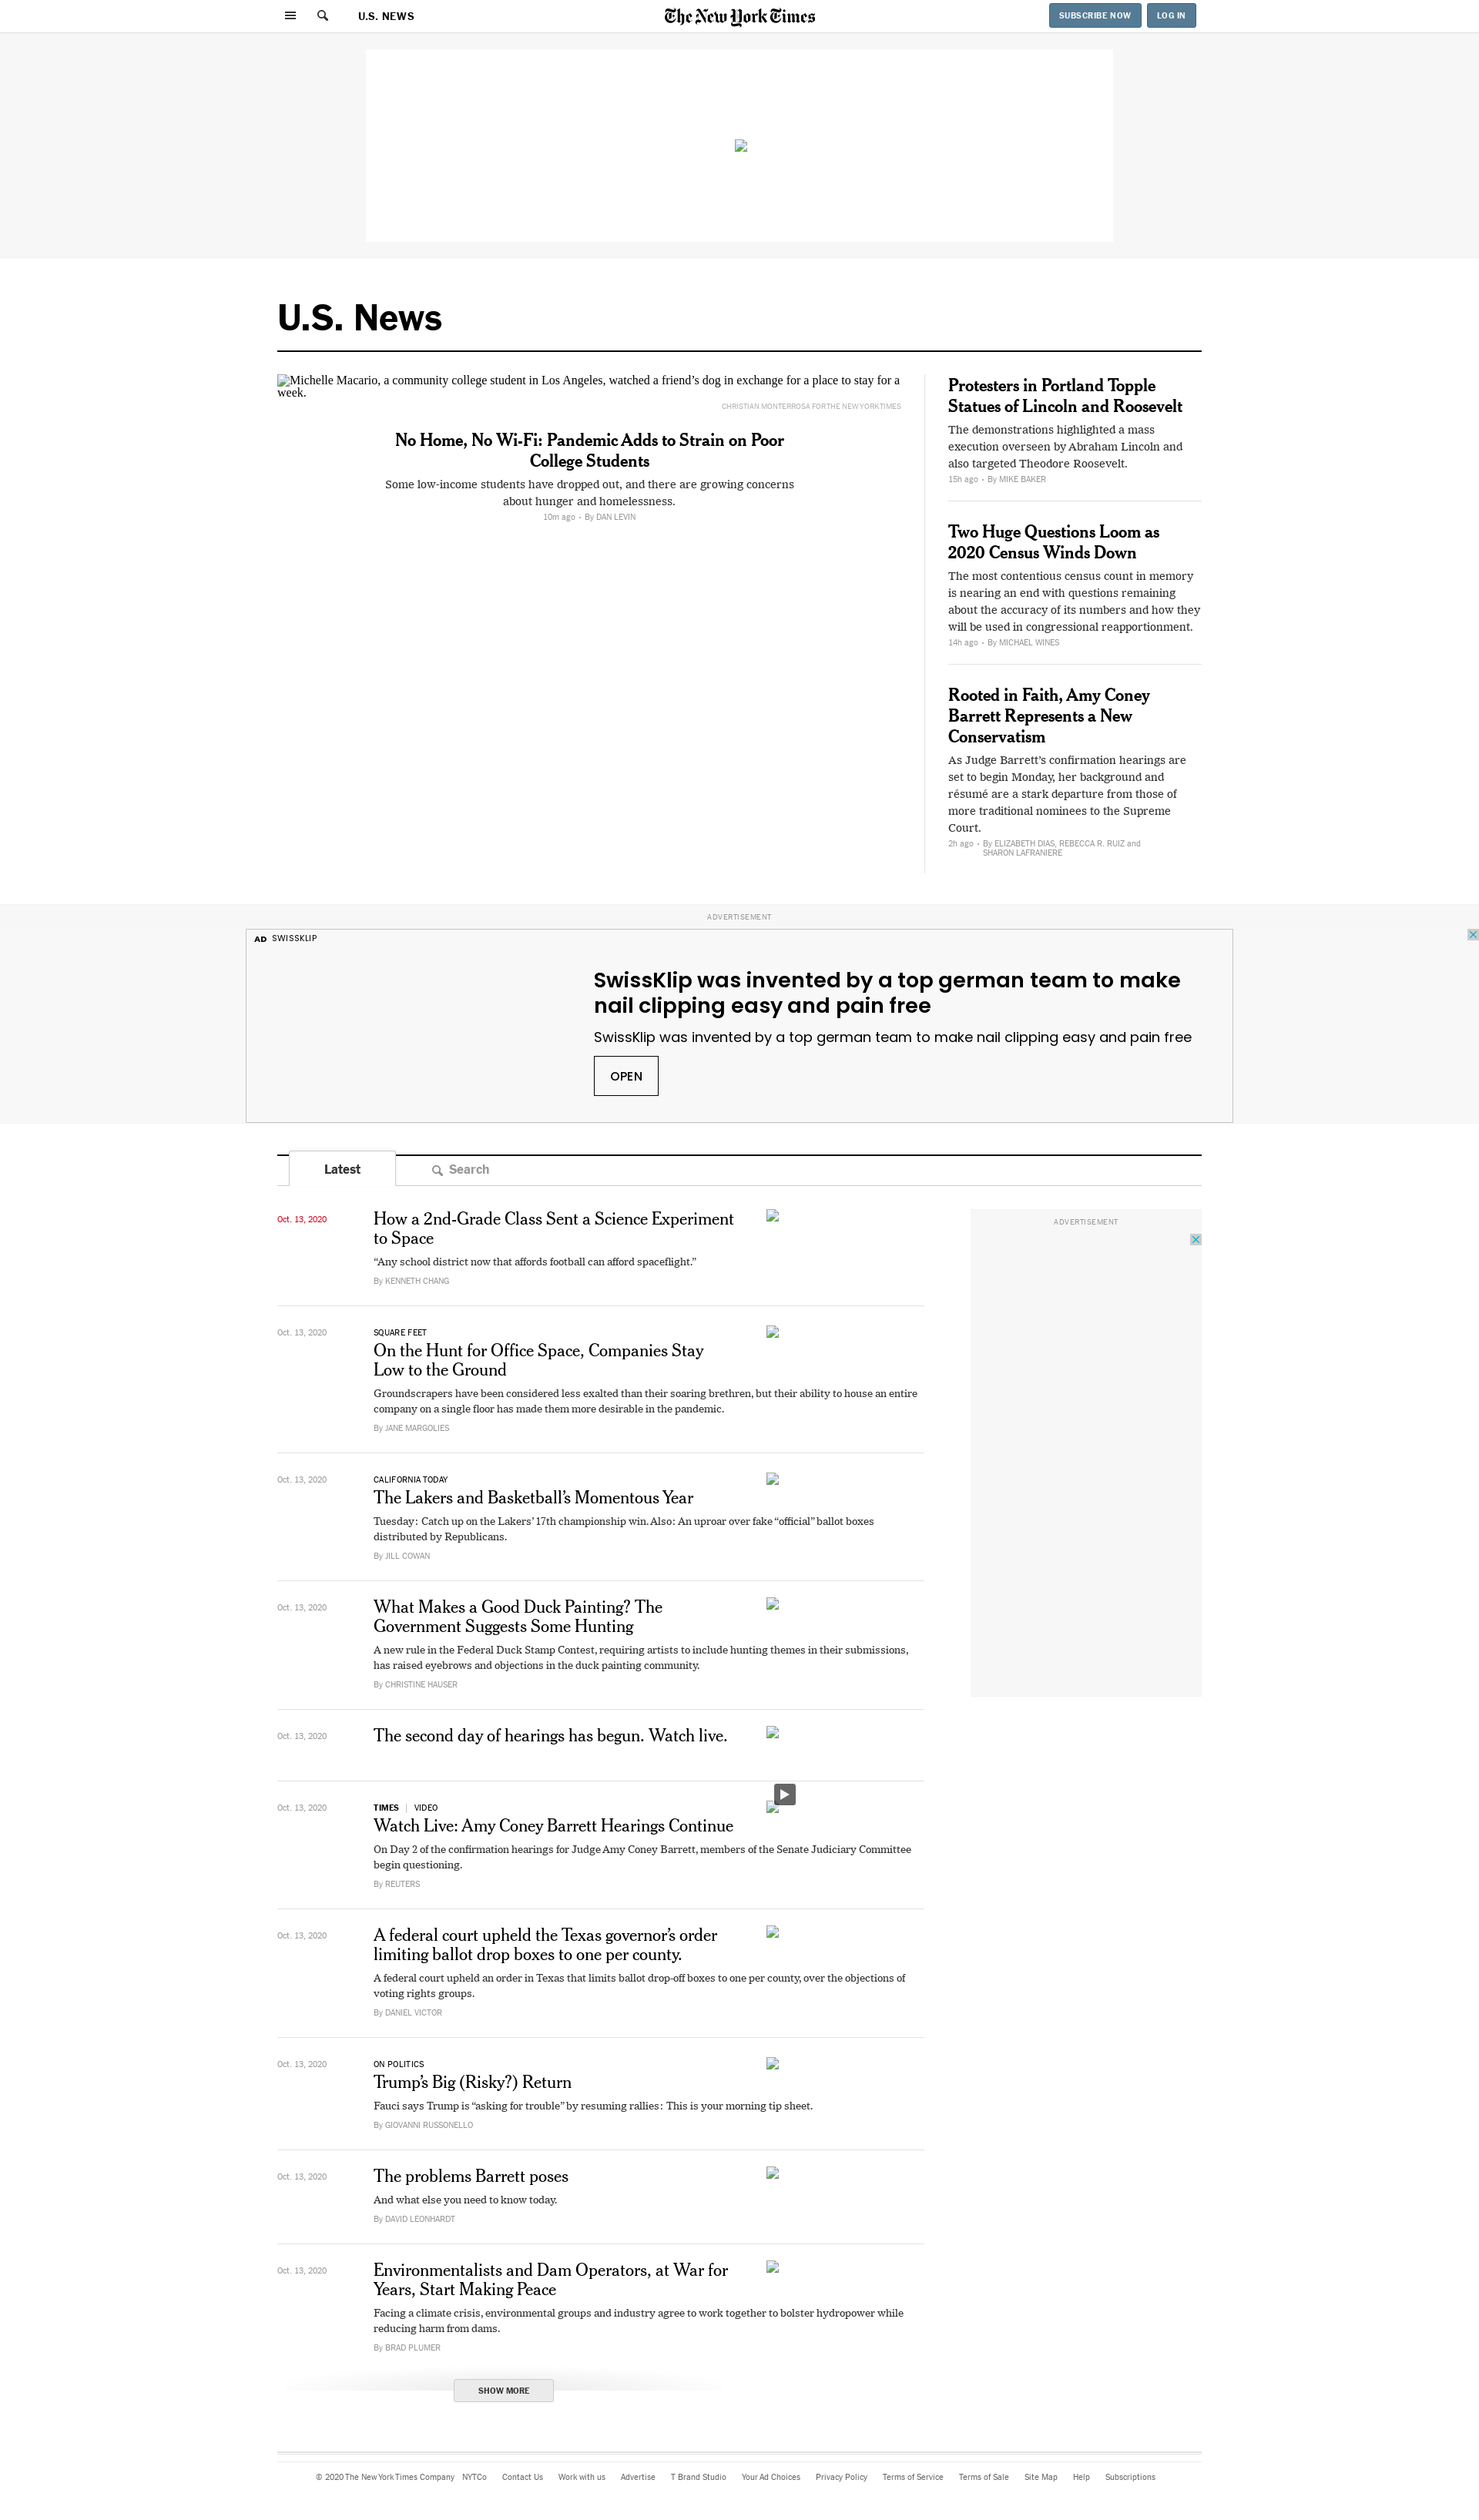 U.S. NEWS
The New York Times
SUBSCRIBE NOW
LOG IN
U.S. News
Michelle Macario, a community college student in Los Angeles, watched a friend’s dog in exchange for a place to stay for a
week.
CHRISTIAN MONTERROSA FOR THE NEW YORK TIMES
No Home, No Wi-Fi: Pandemic Adds to Strain on Poor
College Students
Some low-income students have dropped out, and there are growing concerns
about hunger and homelessness.
10m ago • By DAN LEVIN
Protesters in Portland Topple
Statues of Lincoln and Roosevelt
The demonstrations highlighted a mass
execution overseen by Abraham Lincoln and
also targeted Theodore Roosevelt.
15h ago • By MIKE BAKER
Two Huge Questions Loom as
2020 Census Winds Down
The most contentious census count in memory
is nearing an end with questions remaining
about the accuracy of its numbers and how they
will be used in congressional reapportionment.
14h ago • By MICHAEL WINES
Rooted in Faith, Amy Coney
Barrett Represents a New
Conservatism
As Judge Barrett’s confirmation hearings are
set to begin Monday, her background and
résumé are a stark departure from those of
more traditional nominees to the Supreme
Court.
2h ago • By ELIZABETH DIAS, REBECCA R. RUIZ and
SHARON LAFRANIERE
ADVERTISEMENT
AD SWISSKLIP
SwissKlip was invented by a top german team to make
nail clipping easy and pain free
SwissKlip was invented by a top german team to make nail clipping easy and pain free
OPEN
Latest
Search
Oct. 13, 2020
How a 2nd-Grade Class Sent a Science Experiment
to Space
“Any school district now that affords football can afford spaceflight.”
By KENNETH CHANG
ADVERTISEMENT
Oct. 13, 2020
SQUARE FEET
On the Hunt for Office Space, Companies Stay
Low to the Ground
Groundscrapers have been considered less exalted than their soaring brethren, but their ability to house an entire
company on a single floor has made them more desirable in the pandemic.
By JANE MARGOLIES
Oct. 13, 2020
CALIFORNIA TODAY
The Lakers and Basketball’s Momentous Year
Tuesday: Catch up on the Lakers’ 17th championship win. Also: An uproar over fake “official” ballot boxes
distributed by Republicans.
By JILL COWAN
Oct. 13, 2020
What Makes a Good Duck Painting? The
Government Suggests Some Hunting
A new rule in the Federal Duck Stamp Contest, requiring artists to include hunting themes in their submissions,
has raised eyebrows and objections in the duck painting community.
By CHRISTINE HAUSER
Oct. 13, 2020
The second day of hearings has begun. Watch live.
Oct. 13, 2020
TIMES | VIDEO
Watch Live: Amy Coney Barrett Hearings Continue
On Day 2 of the confirmation hearings for Judge Amy Coney Barrett, members of the Senate Judiciary Committee
begin questioning.
By REUTERS
Oct. 13, 2020
A federal court upheld the Texas governor’s order
limiting ballot drop boxes to one per county.
A federal court upheld an order in Texas that limits ballot drop-off boxes to one per county, over the objections of
voting rights groups.
By DANIEL VICTOR
Oct. 13, 2020
ON POLITICS
Trump’s Big (Risky?) Return
Fauci says Trump is “asking for trouble” by resuming rallies: This is your morning tip sheet.
By GIOVANNI RUSSONELLO
Oct. 13, 2020
The problems Barrett poses
And what else you need to know today.
By DAVID LEONHARDT
Oct. 13, 2020
Environmentalists and Dam Operators, at War for
Years, Start Making Peace
Facing a climate crisis, environmental groups and industry agree to work together to bolster hydropower while
reducing harm from dams.
By BRAD PLUMER
SHOW MORE
© 2020 The New York Times Company NYTCo Contact Us Work with us Advertise T Brand Studio Your Ad Choices Privacy Policy Terms of Service Terms of Sale Site Map Help Subscriptions